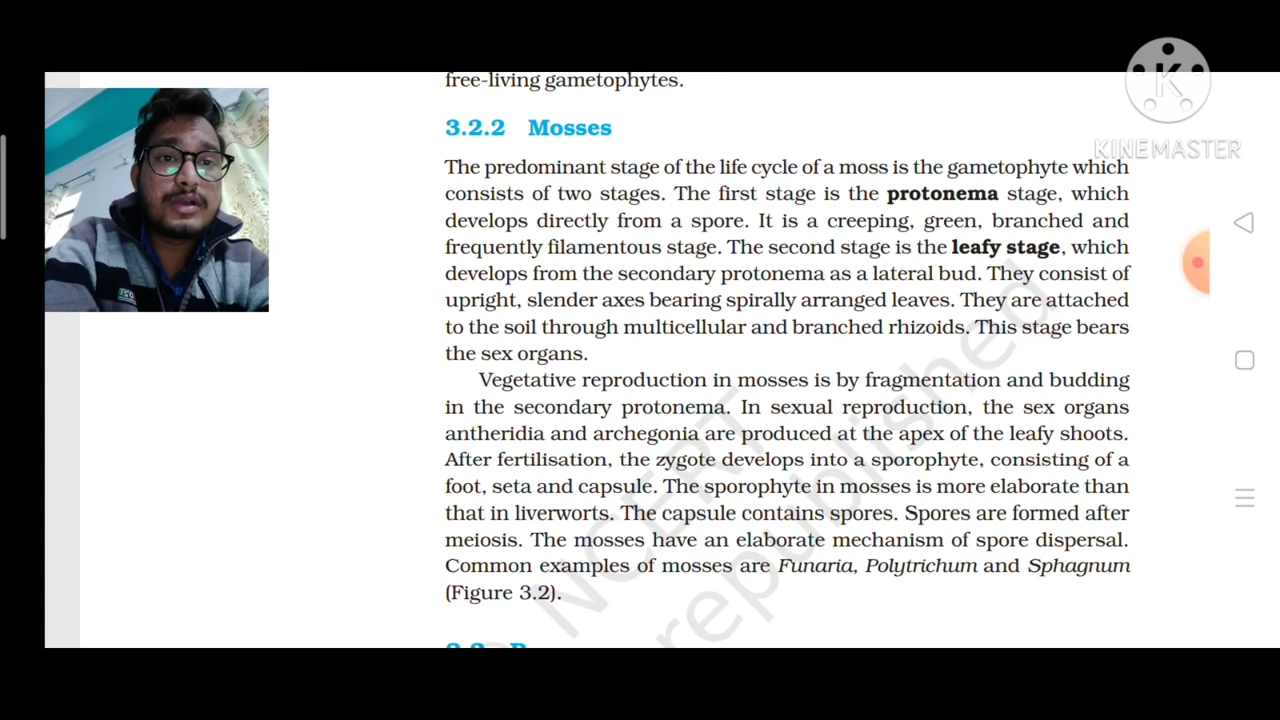 free-living gametophytes.
K
KINEMASTER
3.2.2 Mosses
The predominant stage of the life cycle of a moss is the gametophyte which
consists of two stages. The first stage is the protonema stage, which
develops directly from a spore. It is a creeping, green, branched and
frequently filamentous stage. The second stage is the leafy stage, which
develops from the secondary protonema as a lateral bud. They consist of
upright, slender axes bearing spirally arranged leaves. They are attached
to the soil through multicellular and branched rhizoids. This stage bears
the sex organs.
Vegetative reproduction in mosses is by fragmentation and budding
in the secondary protonema. In sexual reproduction, the sex organs
antheridia and archegonia are produced at the apex of the leafy shoots.
After fertilisation, the zygote develops into a sporophyte, consisting of a
foot, seta and capsule. The sporophyte in mosses is more elaborate than
that in liverworts. The capsule contains spores. Spores are formed after
meiosis. The mosses have an elaborate mechanism of spore dispersal.
Common examples of mosses are Funaria, Polytrichum and Sphagnum
(Figure 3.2).
NCERT
republished